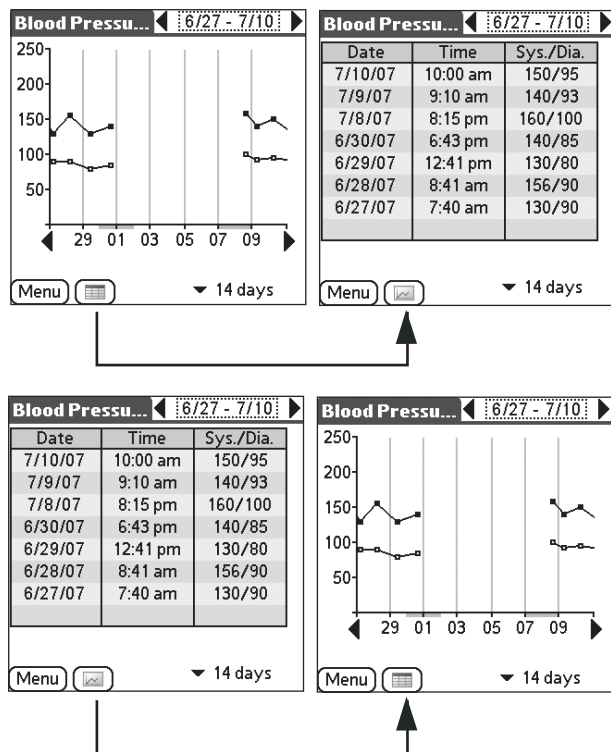 Blood Pressu... 6/27 - 7/10
250
200
150
100
50
29 01 03 05 07 09
Menu 14 days
Blood Pressu... 6/27 - 7/10
Date Time Sys./Dia.
7/10/07 10:00 am 150/95
7/9/07 9:10 am 140/93
7/8/07 8:15 pm 160/100
6/30/07 6:43 pm 140/85
6/29/07 12:41 pm 130/80
6/28/07 8:41 am 156/90
6/27/07 7:40 am 130/90
Menu 14 days
Blood Pressu... 6/27 - 7/10
Date Time Sys./Dia.
7/10/07 10:00 am 150/95
7/9/07 9:10 am 140/93
7/8/07 8:15 pm 160/100
6/30/07 6:43 pm 140/85
6/29/07 12:41 pm 130/80
6/28/07 8:41 am 156/90
6/27/07 7:40 am 130/90
Menu 14 days
Blood Pressu... 6/27 - 7/10
250
200
150
100
50
29 01 03 05 07 09
Menu 14 days